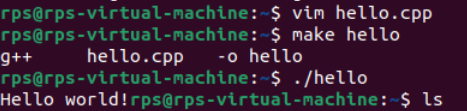 rps@rps-virtual-machine:~$ vim hello.cpp
rps@rps-virtual-machine:~$ make hello
g++     hello.cpp   -o hello
rps@rps-virtual-machine:~$ ./hello
Hello world!rps@rps-virtual-machine:~$ ls